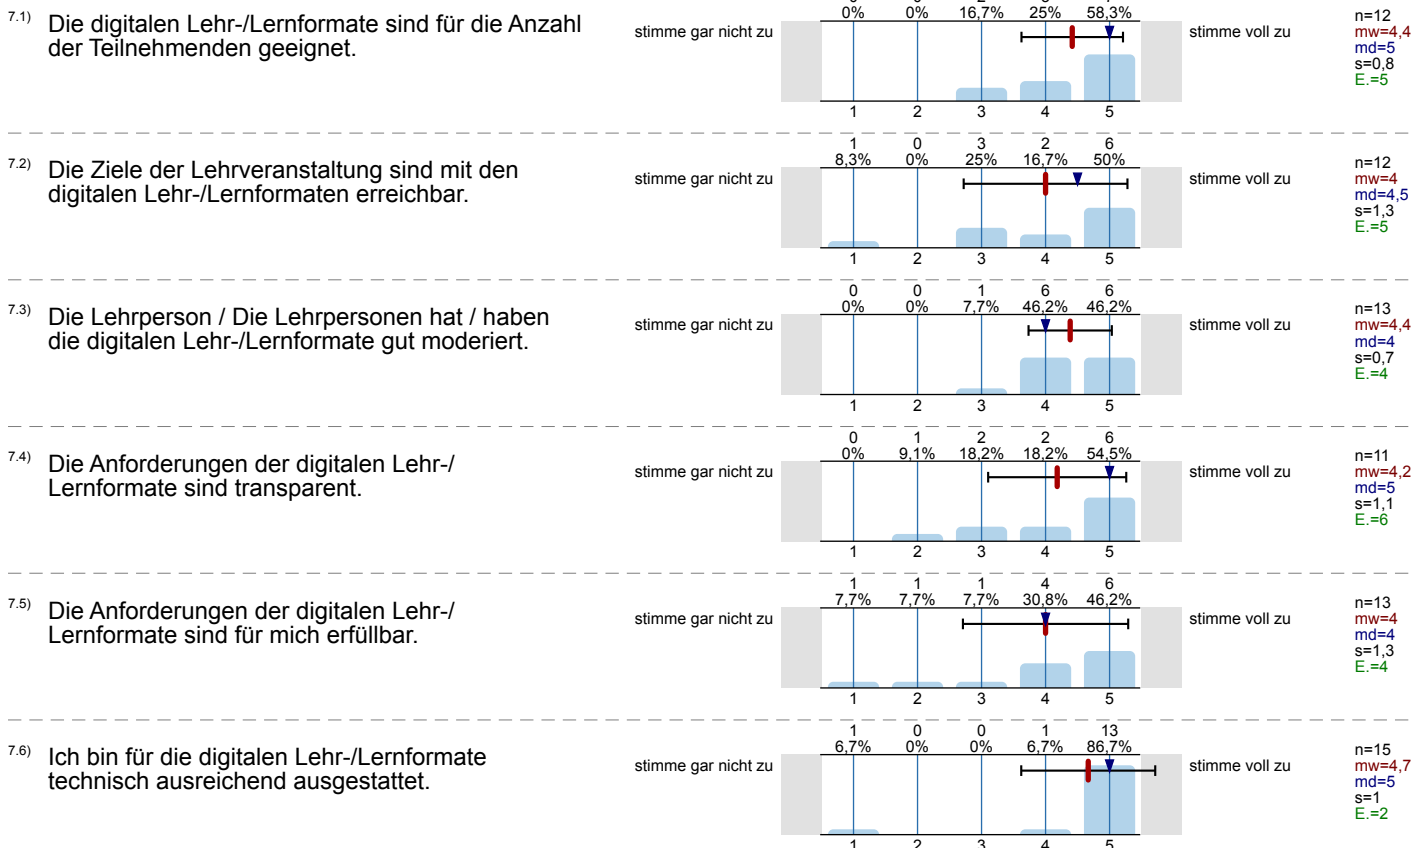 0% 0% 16,7% 25% 58,3%
7.1) Die digitalen Lehr-/Lernformate sind für die Anzahl
der Teilnehmenden geeignet.
stimme gar nicht zu
stimme voll zu
n=12
mw=4,4
md=5
s=0,8
E.=5
1 2 3 4 5
1 0 3 2 6
8,3% 0% 25% 16,7% 50%
7.2) Die Ziele der Lehrveranstaltung sind mit den
digitalen Lehr-/Lernformaten erreichbar.
stimme gar nicht zu
stimme voll zu
n=12
mw=4
md=4,5
s=1,3
E.=5
1 2 3 4 5
0 0 1 6 6
0% 0% 7,7% 46,2% 46,2%
7.3) Die Lehrperson / Die Lehrpersonen hat / haben
die digitalen Lehr-/Lernformate gut moderiert.
stimme gar nicht zu
stimme voll zu
n=13
mw=4,4
md=4
s=0,7
E.=4
1 2 3 4 5
0 1 2 2 6
0% 9,1% 18,2% 18,2% 54,5%
7.4) Die Anforderungen der digitalen Lehr-/
Lernformate sind transparent.
stimme gar nicht zu
stimme voll zu
n=11
mw=4,2
md=5
s=1,1
E.=6
1 2 3 4 5
1 1 1 4 6
7,7% 7,7% 7,7% 30,8% 46,2%
7.5) Die Anforderungen der digitalen Lehr-/
Lernformate sind für mich erfüllbar.
stimme gar nicht zu
stimme voll zu
n=13
mw=4
md=4
s=1,3
E.=4
1 2 3 4 5
1 0 0 1 13
6,7% 0% 0% 6,7% 86,7%
7.6) Ich bin für die digitalen Lehr-/Lernformate
technisch ausreichend ausgestattet.
stimme gar nicht zu
stimme voll zu
n=15
mw=4,7
md=5
s=1
E.=2
1 2 3 4 5